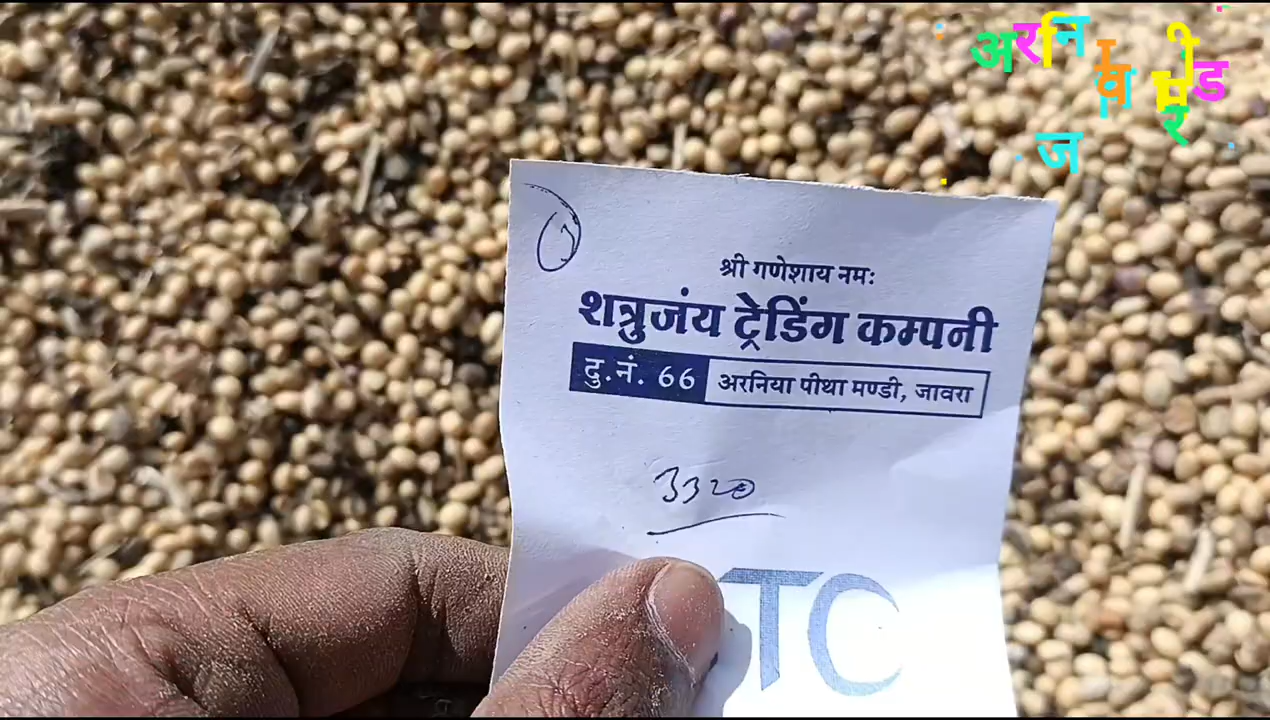 श्री गणेशाय नमः
शत्रुजंय ट्रेडिंग कम्पनी
दु.नं. 66 अरनिया पीथा मण्डी, जावरा
3320
TC